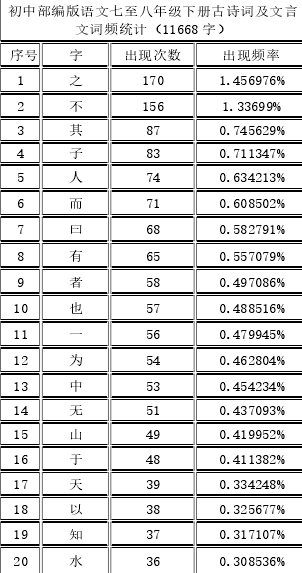 初中部编版语文七至八年级下册古诗词及文言
文词频统计（11668字）
序号 字 出现次数 出现频率
1 之 170 1.456976%
2 不 156 1.33699%
3 其 87 0.745629%
4 子 83 0.711347%
5 人 74 0.634213%
6 而 71 0.608502%
7 曰 68 0.582791%
8 有 65 0.557079%
9 者 58 0.497086%
10 也 57 0.488516%
11 一 56 0.479945%
12 为 54 0.462804%
13 中 53 0.454234%
14 无 51 0.437093%
15 山 49 0.419952%
16 于 48 0.411382%
17 天 39 0.334248%
18 以 38 0.325677%
19 知 37 0.317107%
20 水 36 0.308536%